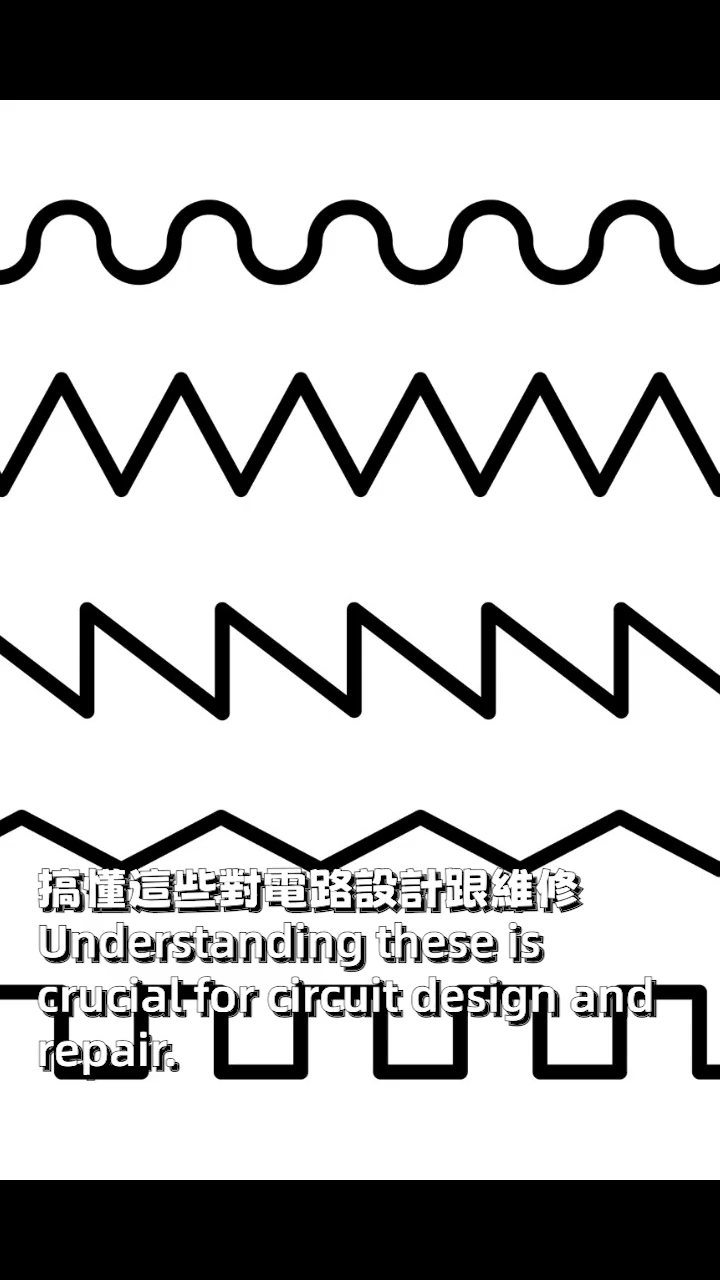 搞懂這些對電路設計跟維修
Understanding these is
crucial for circuit design and
repair.